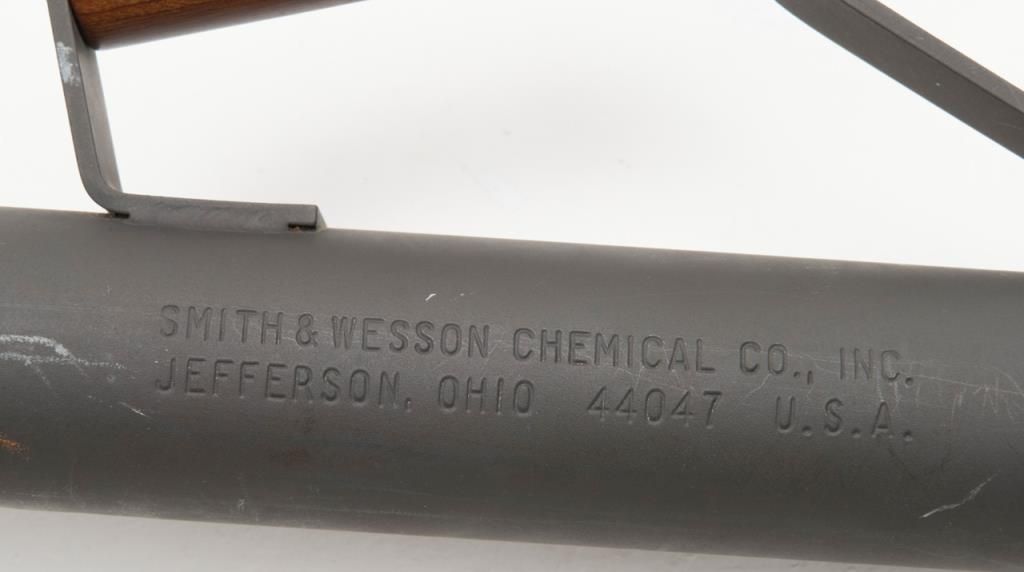 SMITH & WESSON CHEMICAL CO., INC.
JEFFERSON, OHIO 44047 U.S.A.